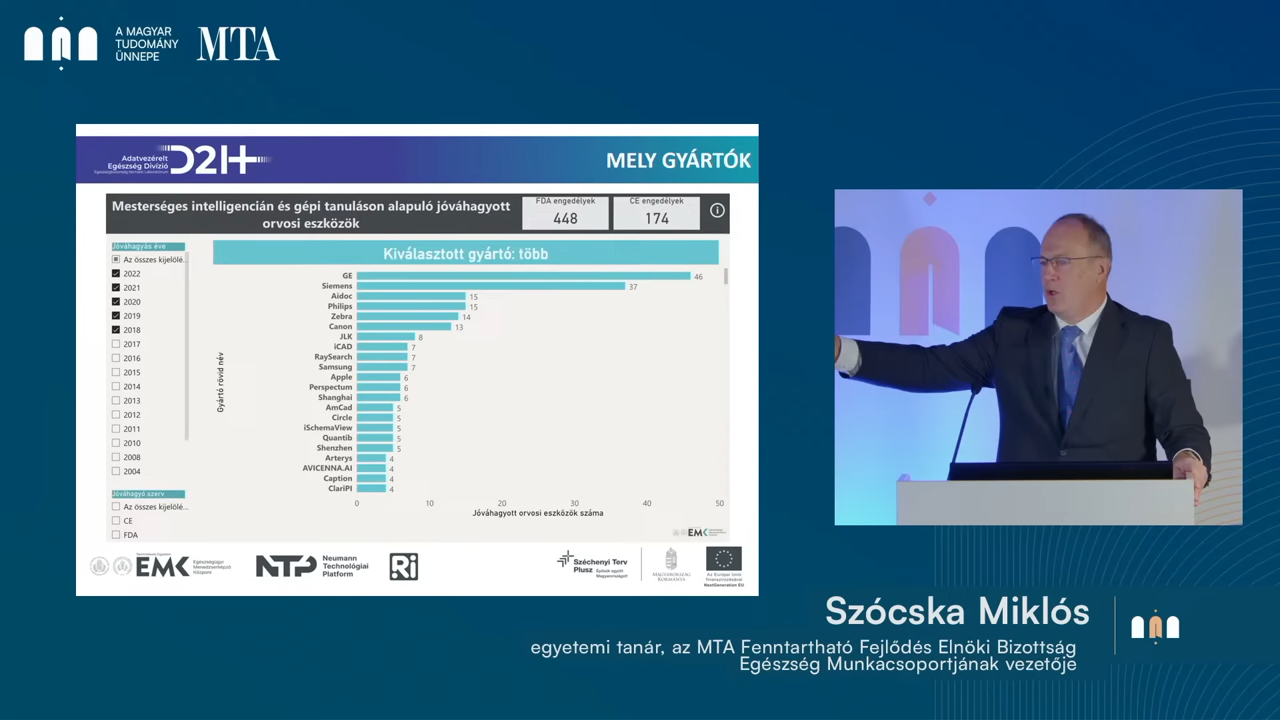 A MAGYAR
TUDOMÁNY
ÜNNEPE
MTA
Adatvezérelt
Egészség Divízió
D2H
MELY GYÁRTÓK
Mesterséges intelligencián és gépi tanuláson alapuló jóváhagyott
orvosi eszközök
FDA engedélyek
448
CE engedélyek
174
Jóváhagyás éve
Az összes kijelölé...
2022
2021
2020
2019
2018
2017
2016
2015
2014
2013
2012
2011
2010
2008
2004
Jóváhagyó szerv
Az összes kijelölé...
CE
FDA
Kiválasztott gyártó: több
Gyártó rövid név
GE 46
Siemens 37
Aidoc 15
Philips 15
Zebra 14
Canon 13
JLK 8
iCAD 7
RaySearch 7
Samsung 7
Apple 6
Perspectum 6
Shanghai 6
AmCad 5
Circle 5
iSchemaView 5
Quantib 5
Shenzhen 5
Arterys 4
AVICENNA.AI 4
Caption 4
ClariPI 4
0 10 20 30 40 50
Jóváhagyott orvosi eszközök száma
EMK
EMK
Egészségügyi
Menedzserképző
Központ
NTP
Neumann
Technológiai
Platform
Ri
Széchenyi Terv
Plusz
MAGYARORSZÁG
KORMÁNYA
Az Európai Unió
finanszírozásával
NextGeneration EU
Szócska Miklós
egyetemi tanár, az MTA Fenntartható Fejlődés Elnöki Bizottság
Egészség Munkacsoportjának vezetője